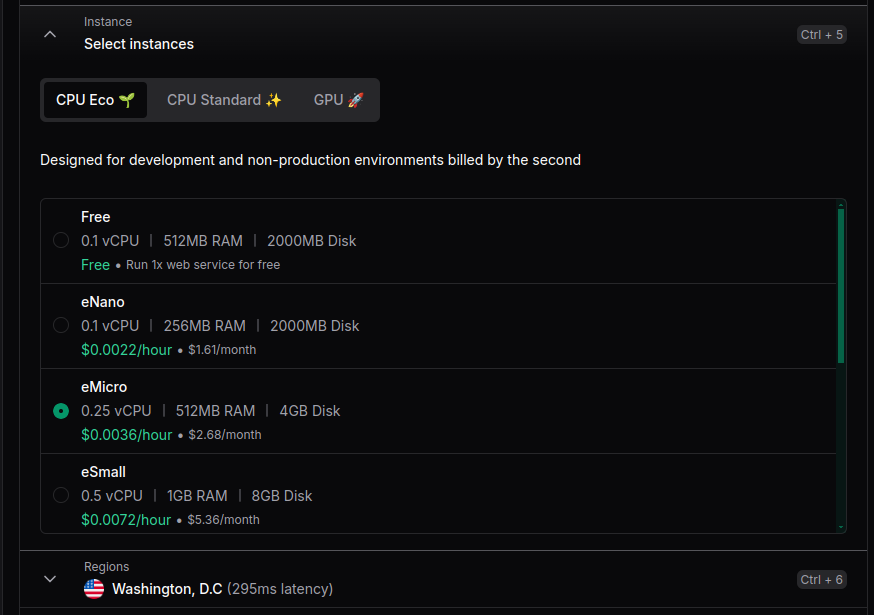 Instance
Select instances
Ctrl + 5
CPU Eco 🌱 CPU Standard ✨ GPU 🚀
Designed for development and non-production environments billed by the second
Free
0.1 vCPU | 512MB RAM | 2000MB Disk
Free • Run 1x web service for free
eNano
0.1 vCPU | 256MB RAM | 2000MB Disk
$0.0022/hour • $1.61/month
eMicro
0.25 vCPU | 512MB RAM | 4GB Disk
$0.0036/hour • $2.68/month
eSmall
0.5 vCPU | 1GB RAM | 8GB Disk
$0.0072/hour • $5.36/month
Regions
Washington, D.C (295ms latency)
Ctrl + 6